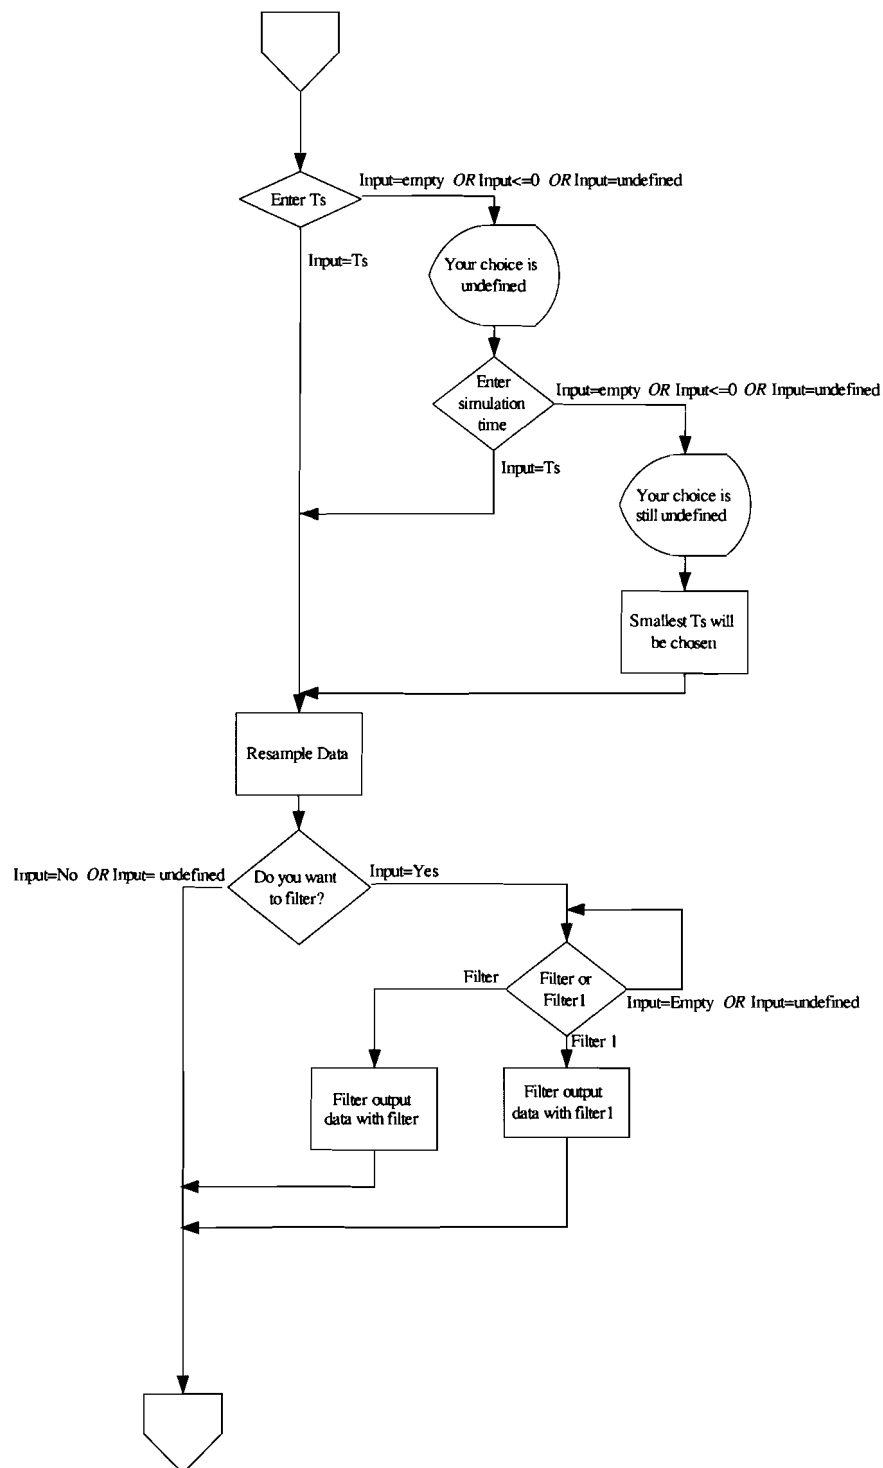 Input=empty OR Input<=0 OR Input=undefined
Enter Ts
Input=Ts
Your choice is
undefined
Enter
simulation
time
Input=empty OR Input<=0 OR Input=undefined
Input=Ts
Your choice is
still undefined
Smallest Ts will
be chosen
Resample Data
Input=No OR Input= undefined
Do you want
to filter?
Input=Yes
Filter
Filter or
Filter1
Input=Empty OR Input=undefined
Filter 1
Filter output
data with filter
Filter output
data with filter1